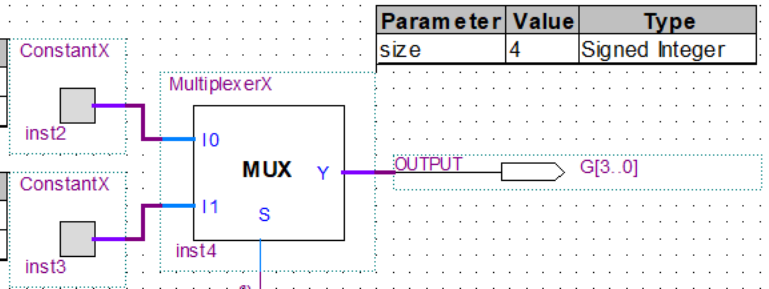 Parameter Value Type
size 4 Signed Integer
ConstantX
inst2
MultiplexerX
I0
MUX
Y
I1
S
inst4
OUTPUT
G[3..0]
ConstantX
inst3